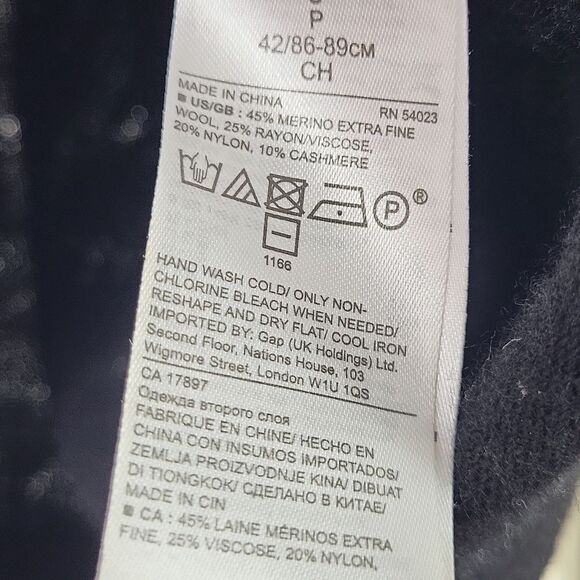 P
42/86-89CM
CH
MADE IN CHINA RN 54023
■ US/GB : 45% MERINO EXTRA FINE
WOOL, 25% RAYON/VISCOSE,
20% NYLON, 10% CASHMERE
P ®
1166
HAND WASH COLD/ ONLY NON-
CHLORINE BLEACH WHEN NEEDED/
RESHAPE AND DRY FLAT/ COOL IRON
IMPORTED BY: Gap (UK Holdings) Ltd.
Second Floor, Nations House, 103
Wigmore Street, London W1U 1QS
CA 17897
Одежда второго слоя
FABRIQUE EN CHINE/ HECHO EN
CHINA CON INSUMOS IMPORTADOS/
ZEMLJA PROIZVODNJE KINA/ DIBUAT
DI TIONGKOK/ СДЕЛАНО В КИТАЕ/
MADE IN CIN
■ CA : 45% LAINE MÉRINOS EXTRA
FINE, 25% VISCOSE, 20% NYLON,